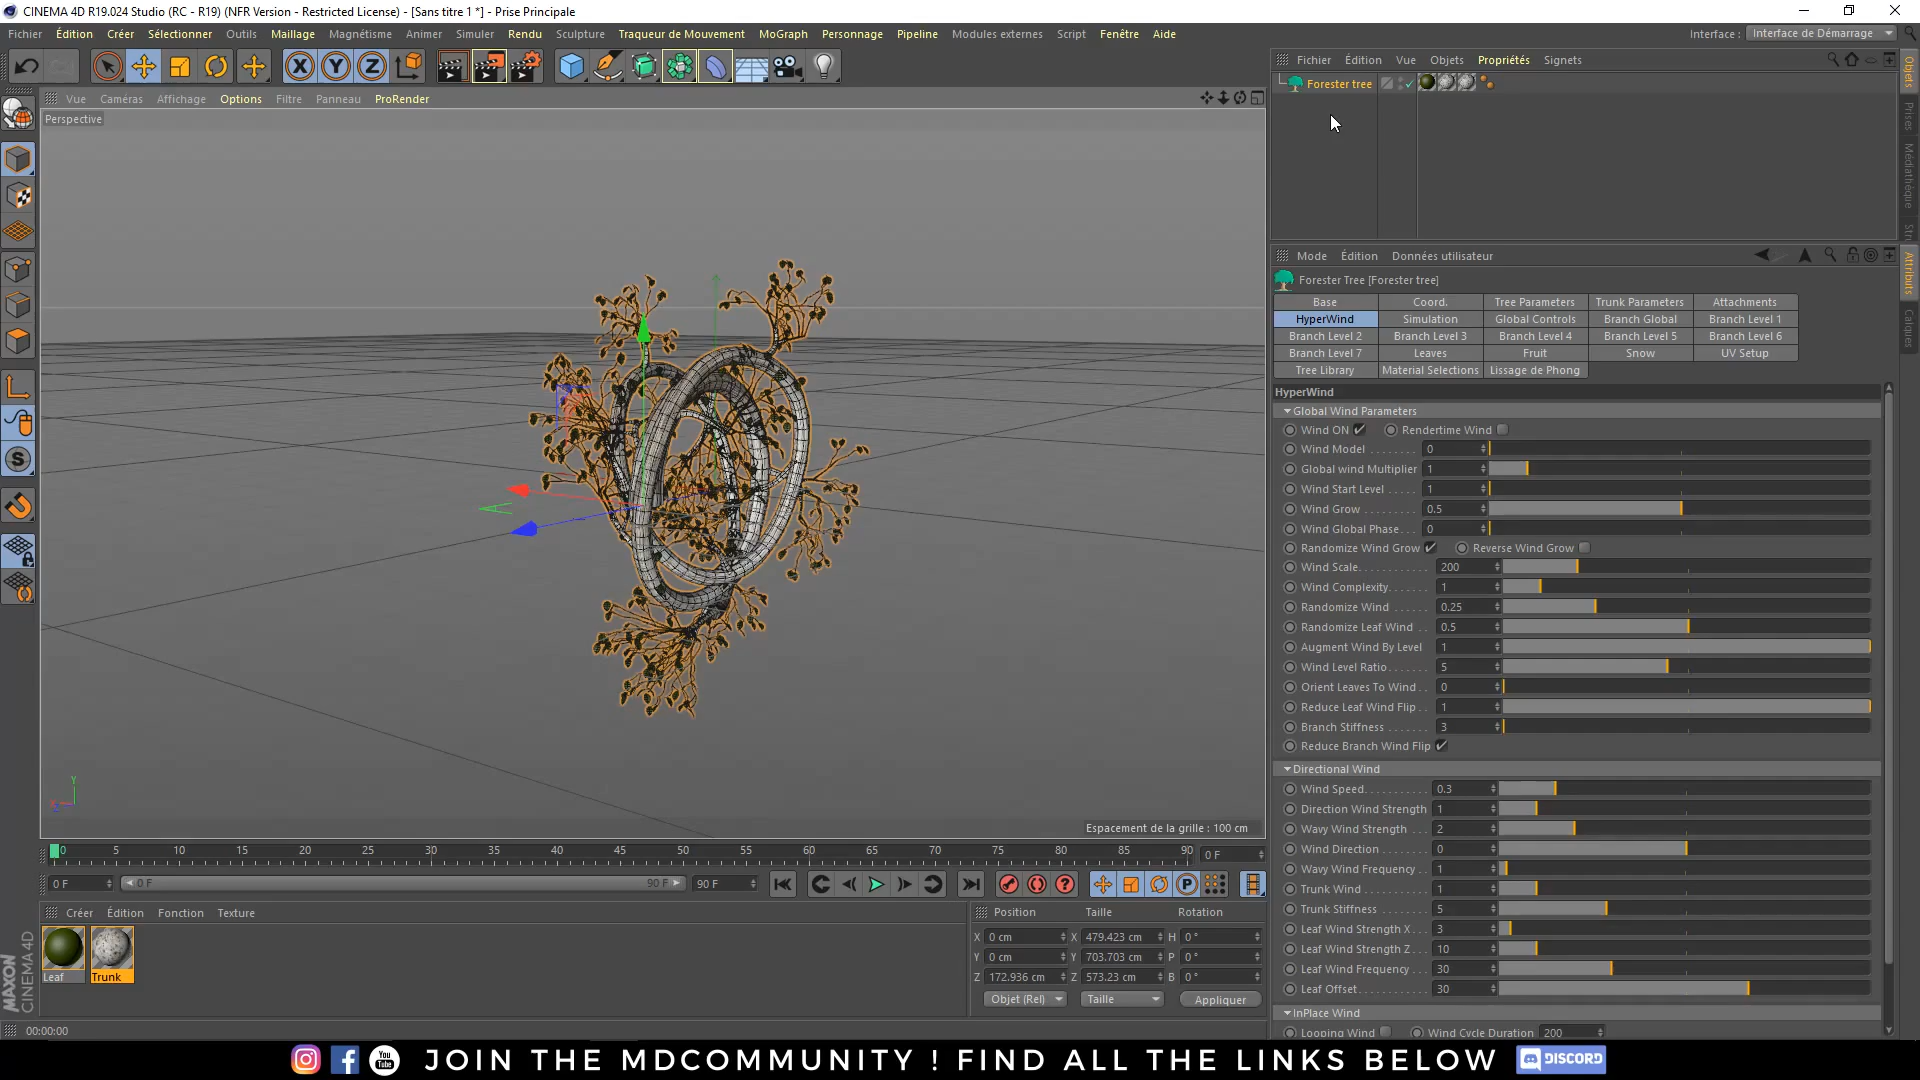 CINEMA 4D R19.024 Studio (RC - R19) (NFR Version - Restricted License) - [Sans titre 1 *] - Prise Principale
Fichier Édition Créer Sélectionner Outils Maillage Magnétisme Animer Simuler Rendu Sculpture Traqueur de Mouvement MoGraph Personnage Pipeline Modules externes Script Fenêtre Aide Interface : Interface de Démarrage
Fichier Édition Vue Objets Propriétés Signets
Forester tree
Objets
Prises
Médiathèque
Vue Caméras Affichage Options Filtre Panneau ProRender
Perspective
Mode Édition Données utilisateur
Attributs
Calques
Forester Tree [Forester tree]
Base Coord. Tree Parameters Trunk Parameters Attachments
HyperWind Simulation Global Controls Branch Global Branch Level 1
Branch Level 2 Branch Level 3 Branch Level 4 Branch Level 5 Branch Level 6
Branch Level 7 Leaves Fruit Snow UV Setup
Tree Library Material Selections Lissage de Phong
HyperWind
Global Wind Parameters
Wind ON Rendertime Wind
Wind Model 0
Global wind Multiplier 1
Wind Start Level 1
Wind Grow 0.5
Wind Global Phase 0
Randomize Wind Grow Reverse Wind Grow
Wind Scale 200
Wind Complexity 1
Randomize Wind 0.25
Randomize Leaf Wind 0.5
Augment Wind By Level 1
Wind Level Ratio 5
Orient Leaves To Wind 0
Reduce Leaf Wind Flip 1
Branch Stiffness 3
Reduce Branch Wind Flip
Directional Wind
Wind Speed 0.3
Direction Wind Strength 1
Wavy Wind Strength 2
Wind Direction 0
Wavy Wind Frequency 1
Trunk Wind 1
Trunk Stiffness 5
Leaf Wind Strength X 3
Leaf Wind Strength Z 10
Leaf Wind Frequency 30
Leaf Offset 30
InPlace Wind
Looping Wind Wind Cycle Duration 200
Y
Espacement de la grille : 100 cm
0 5 10 15 20 25 30 35 40 45 50 55 60 65 70 75 80 85 90 0 F
0 F 0 F 90 F 90 F
Créer Édition Fonction Texture
Leaf Trunk
Position Taille Rotation
X 0 cm X 479.423 cm H 0 °
Y 0 cm Y 703.703 cm P 0 °
Z 172.936 cm Z 573.23 cm B 0 °
Objet (Rel) Taille Appliquer
MAXON
CINEMA 4D
00:00:00
You Tube JOIN THE MDCOMMUNITY ! FIND ALL THE LINKS BELOW DISCORD